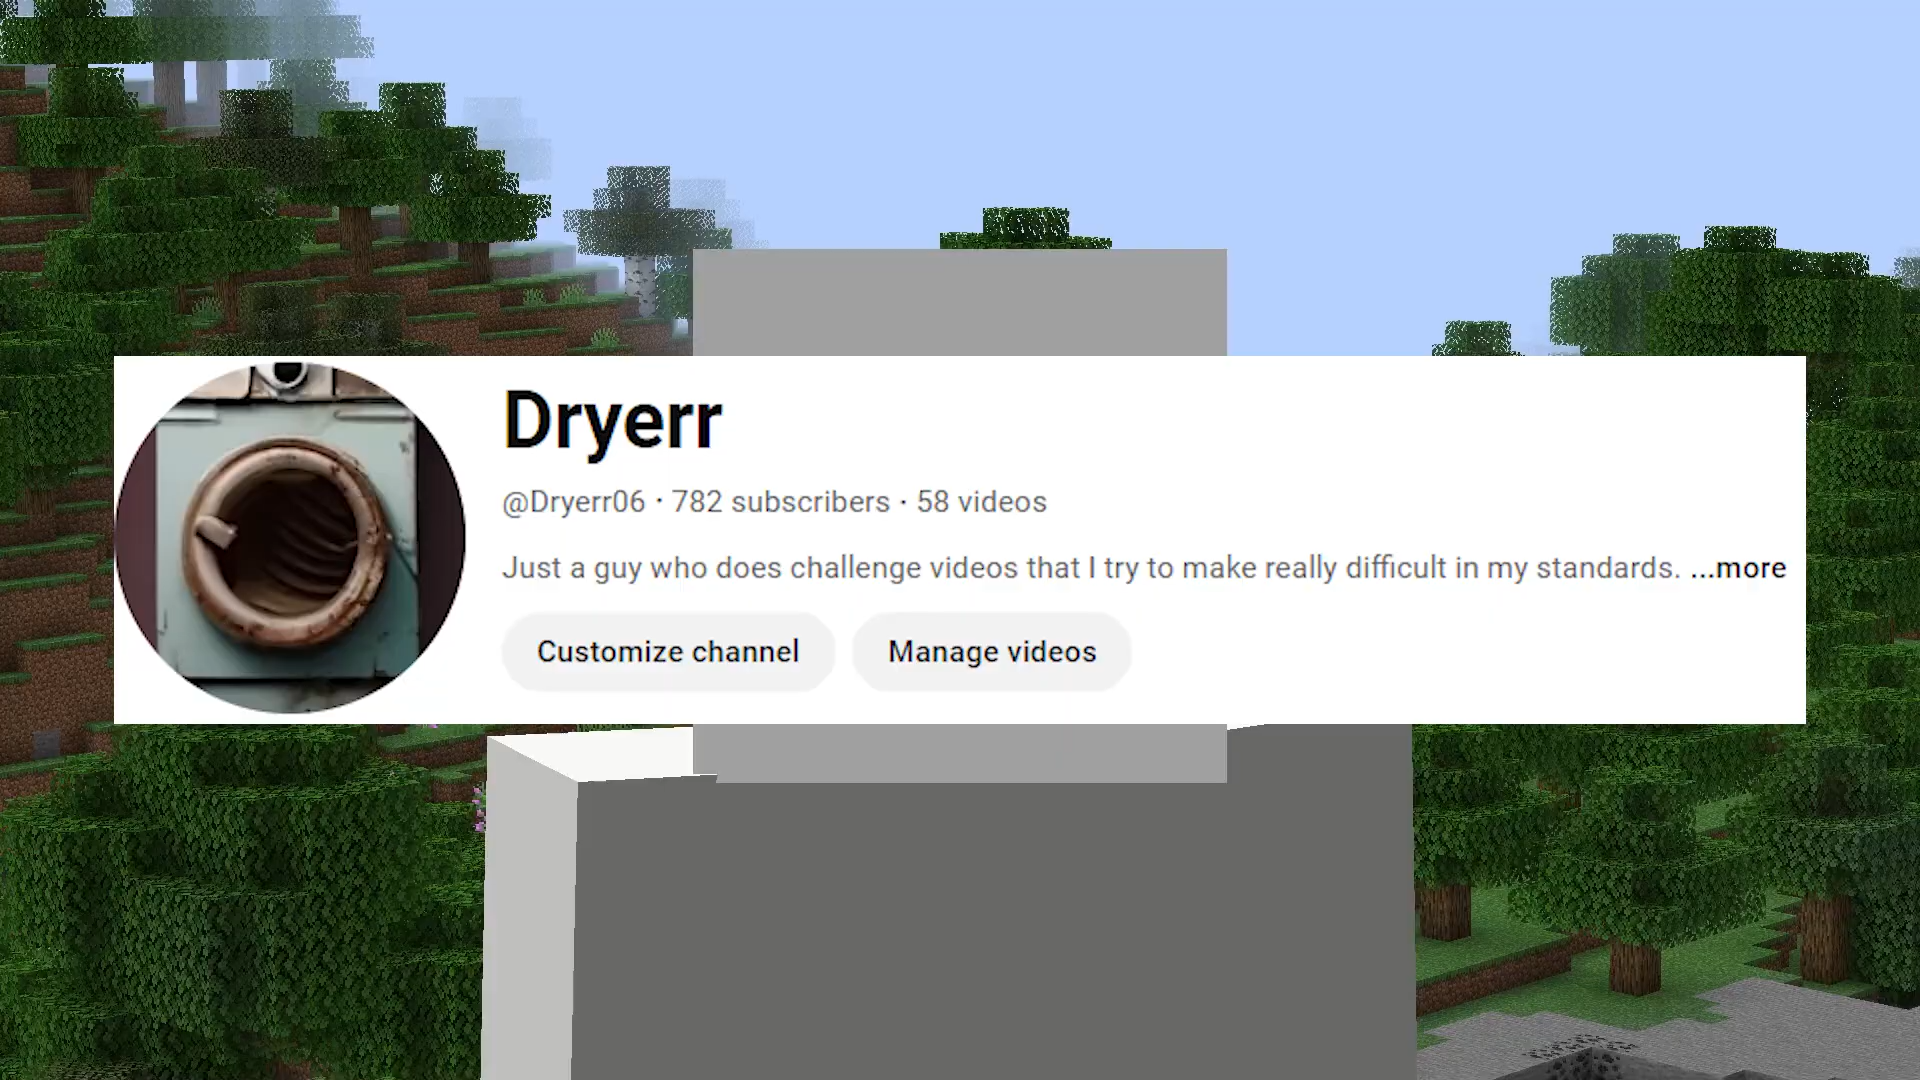 Dryerr
@Dryerr06 · 782 subscribers · 58 videos
Just a guy who does challenge videos that I try to make really difficult in my standards. ...more
Customize channel
Manage videos